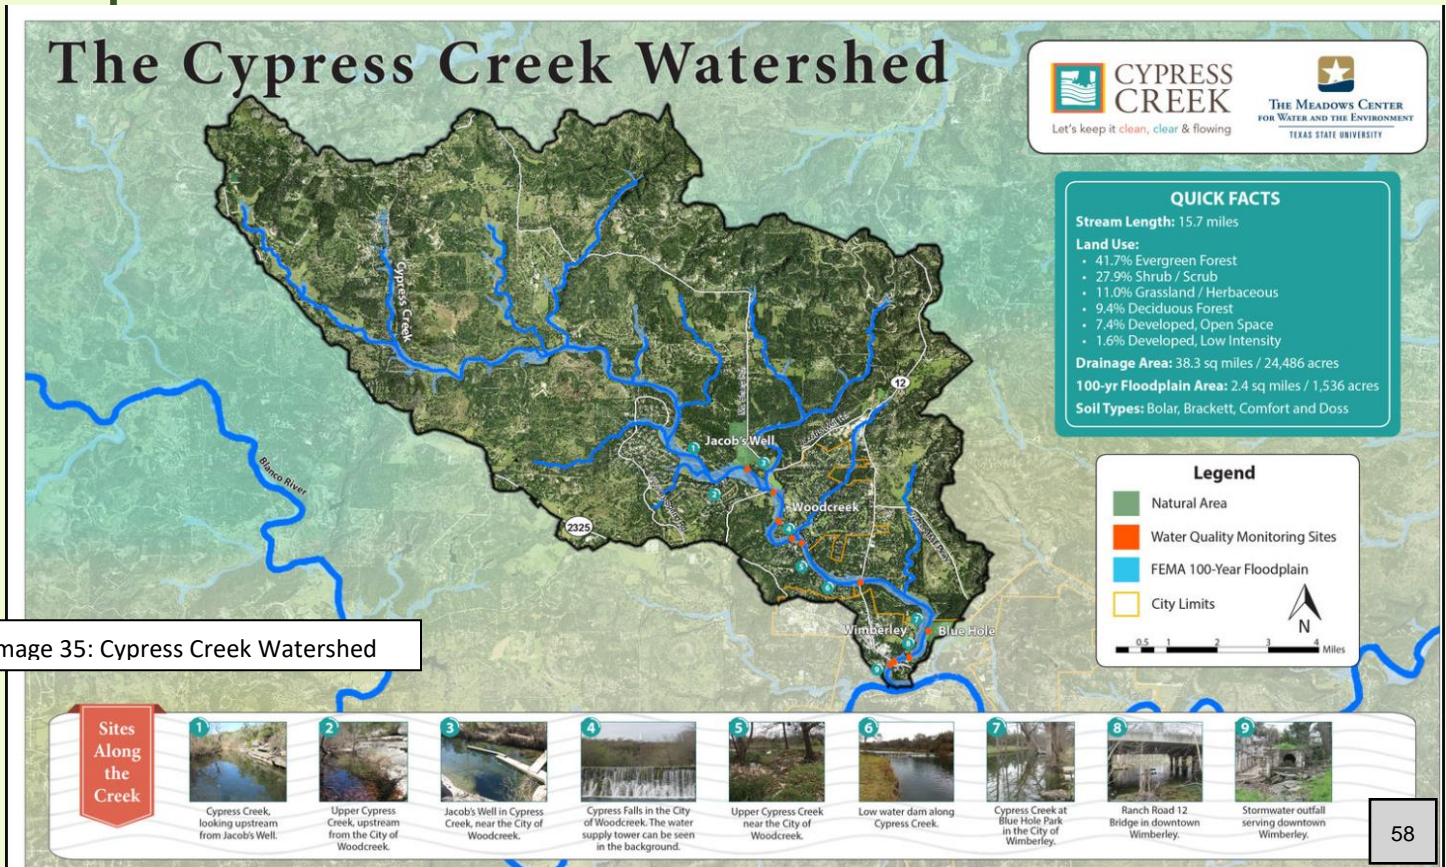 The Cypress Creek Watershed
CYPRESS
CREEK
Let's keep it clean, clear & flowing
THE MEADOWS CENTER
FOR WATER AND THE ENVIRONMENT
TEXAS STATE UNIVERSITY
QUICK FACTS
Stream Length: 15.7 miles
Land Use:
• 41.7% Evergreen Forest
• 27.9% Shrub / Scrub
• 11.0% Grassland / Herbaceous
• 9.4% Deciduous Forest
• 7.4% Developed, Open Space
• 1.6% Developed, Low Intensity
Drainage Area: 38.3 sq miles / 24,486 acres
100-yr Floodplain Area: 2.4 sq miles / 1,536 acres
Soil Types: Bolar, Brackett, Comfort and Doss
Cypress Creek
12
Jacob's Well
1
3
2
Blanco River
2325
Woodcreek
4
5
6
7
Wimberley
Blue Hole
8
9
Legend
Natural Area
Water Quality Monitoring Sites
FEMA 100-Year Floodplain
City Limits
N
0.5 1 2 3 4 Miles
mage 35: Cypress Creek Watershed
Sites
Along
the
Creek
1
Cypress Creek,
looking upstream
from Jacob's Well.
2
Upper Cypress
Creek, upstream
from the City of
Woodcreek.
3
Jacob's Well in Cypress
Creek, near the City of
Woodcreek.
4
Cypress Falls in the City
of Woodcreek. The water
supply tower can be seen
in the background.
5
Upper Cypress Creek
near the City of
Woodcreek.
6
Low water dam along
Cypress Creek.
7
Cypress Creek at
Blue Hole Park
in the City of
Wimberley.
8
Ranch Road 12
Bridge in downtown
Wimberley.
9
Stormwater outfall
serving downtown
Wimberley.
58